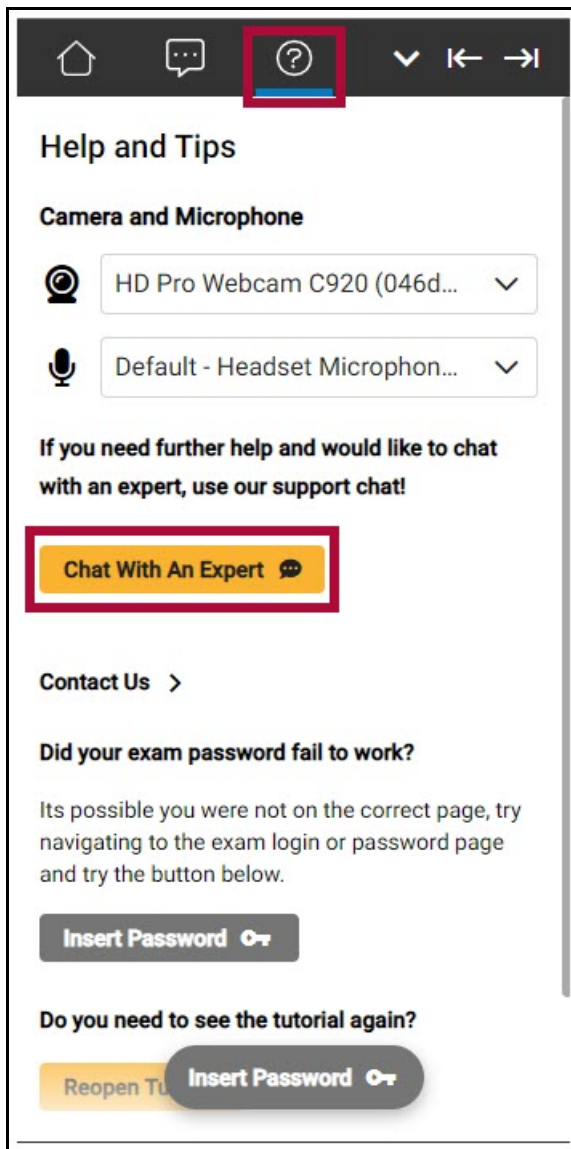 Help and Tips
Camera and Microphone
HD Pro Webcam C920 (046d...
Default - Headset Microphon...
If you need further help and would like to chat
with an expert, use our support chat!
Chat With An Expert
Contact Us
Did your exam password fail to work?
Its possible you were not on the correct page, try
navigating to the exam login or password page
and try the button below.
Insert Password
Do you need to see the tutorial again?
Reopen Tu
Insert Password